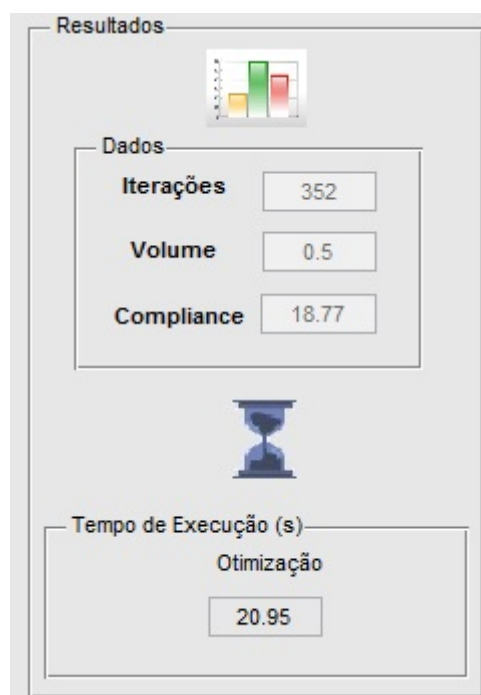 Resultados
Dados
Iterações 352
Volume 0.5
Compliance 18.77
Tempo de Execução (s)
Otimização
20.95